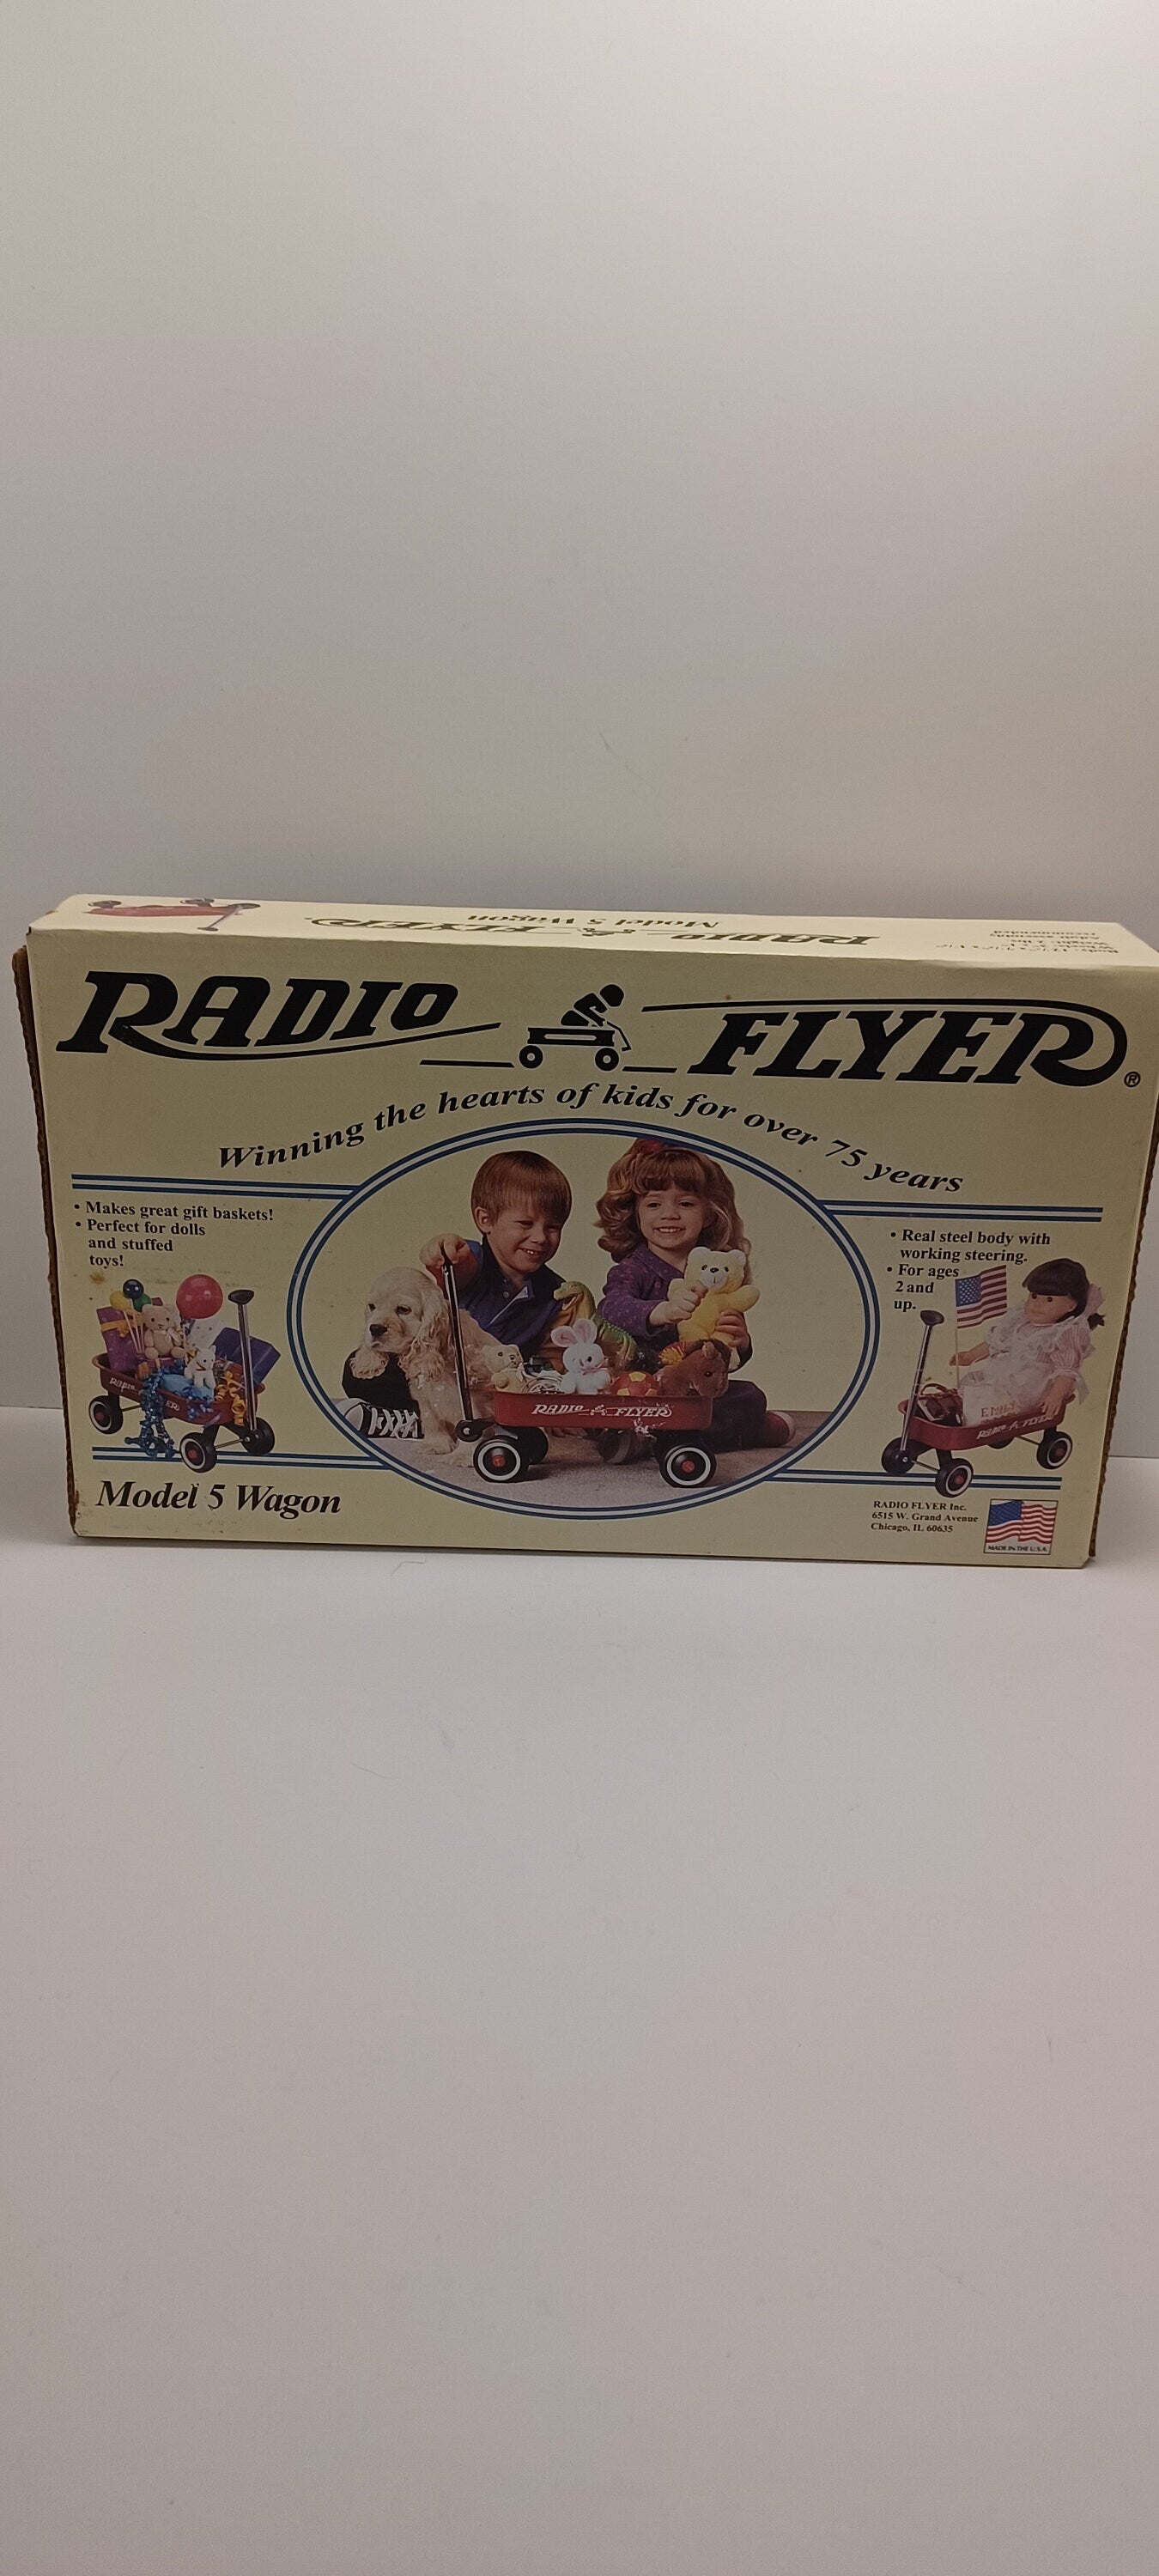 Model 5 Wagon
RADIO FLYER
RADIO FLYER ®
Winning the hearts of kids for over 75 years
• Makes great gift baskets!
• Perfect for dolls
and stuffed
toys!
• Real steel body with
working steering.
• For ages
2 and
up.
RADIO FLYER
RADIO FLYER
Model 5 Wagon
RADIO FLYER Inc.
6515 W. Grand Avenue
Chicago, IL 60635
MADE IN THE U.S.A.